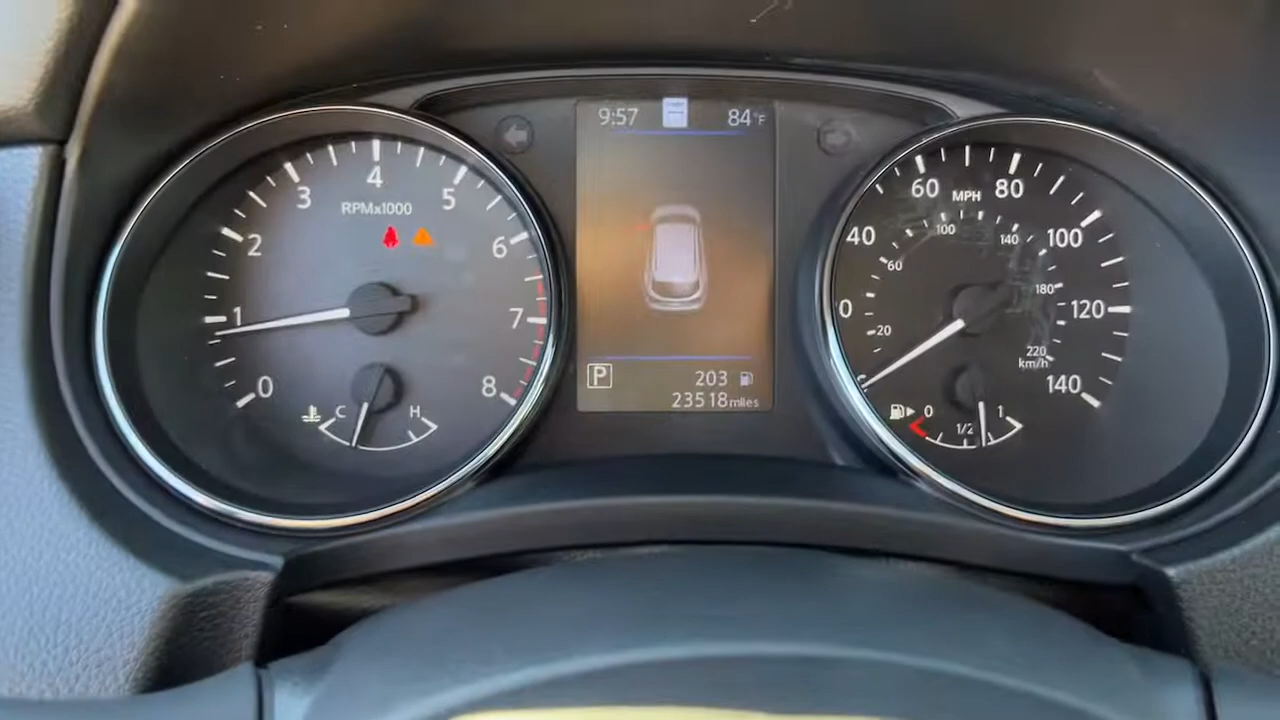 9:57 84°F
4
3 5
RPMx1000
2 6
1 7
0 8
C H
P 203
23518 miles
60 MPH 80
40 100 140 100
60
0 180 120
20
220
km/h 140
0 1/2 1